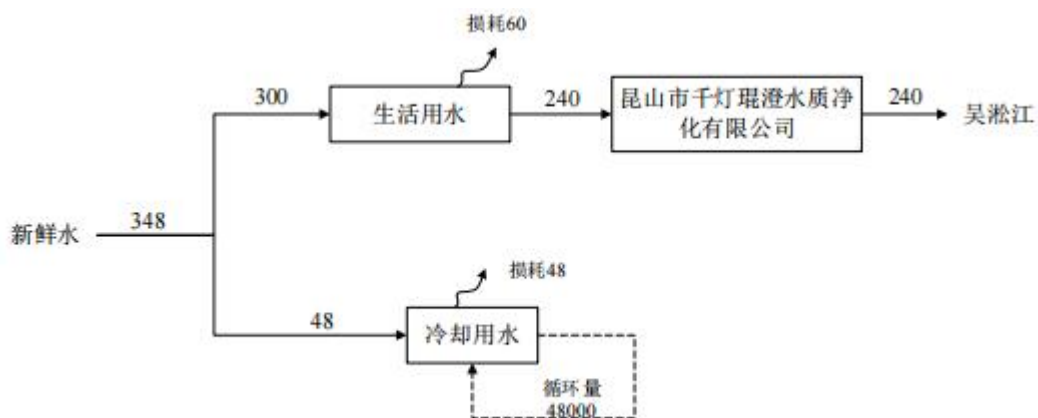 损耗60
300
生活用水
240
昆山市千灯琨澄水质净
化有限公司
240
吴淞江
新鲜水
348
损耗48
48
冷却用水
循环量
48000